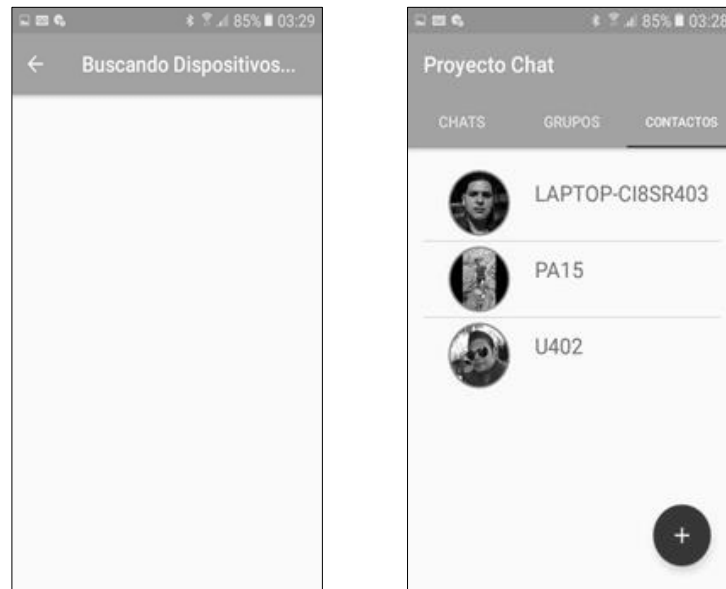 85% 03:29
Buscando Dispositivos...
85% 03:28
Proyecto Chat
CHATS GRUPOS CONTACTOS
LAPTOP-CI8SR403
PA15
U402
+